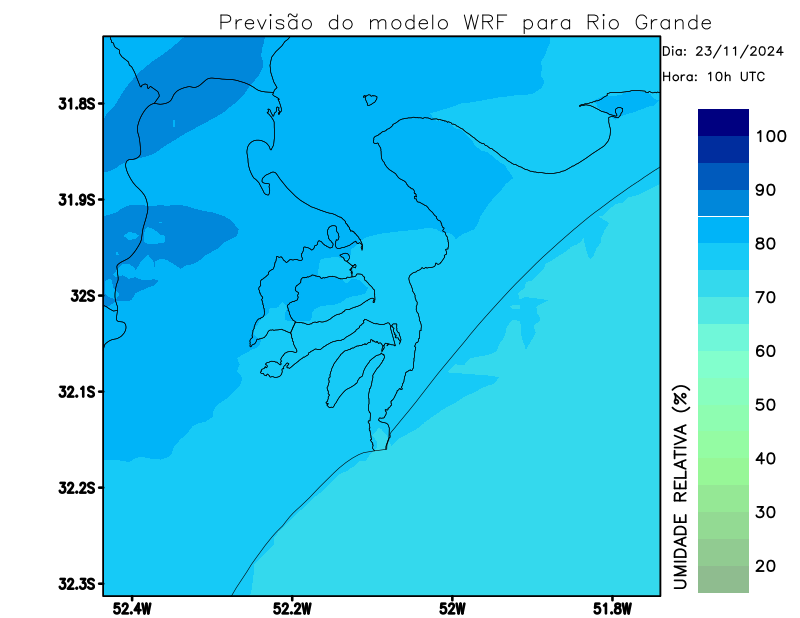 Previsão do modelo WRF para Rio Grande
Dia: 23/11/2024
Hora: 10h UTC
31.8S
31.9S
32S
32.1S
32.2S
32.3S
52.4W
52.2W
52W
51.8W
UMIDADE RELATIVA (%)
100
90
80
70
60
50
40
30
20